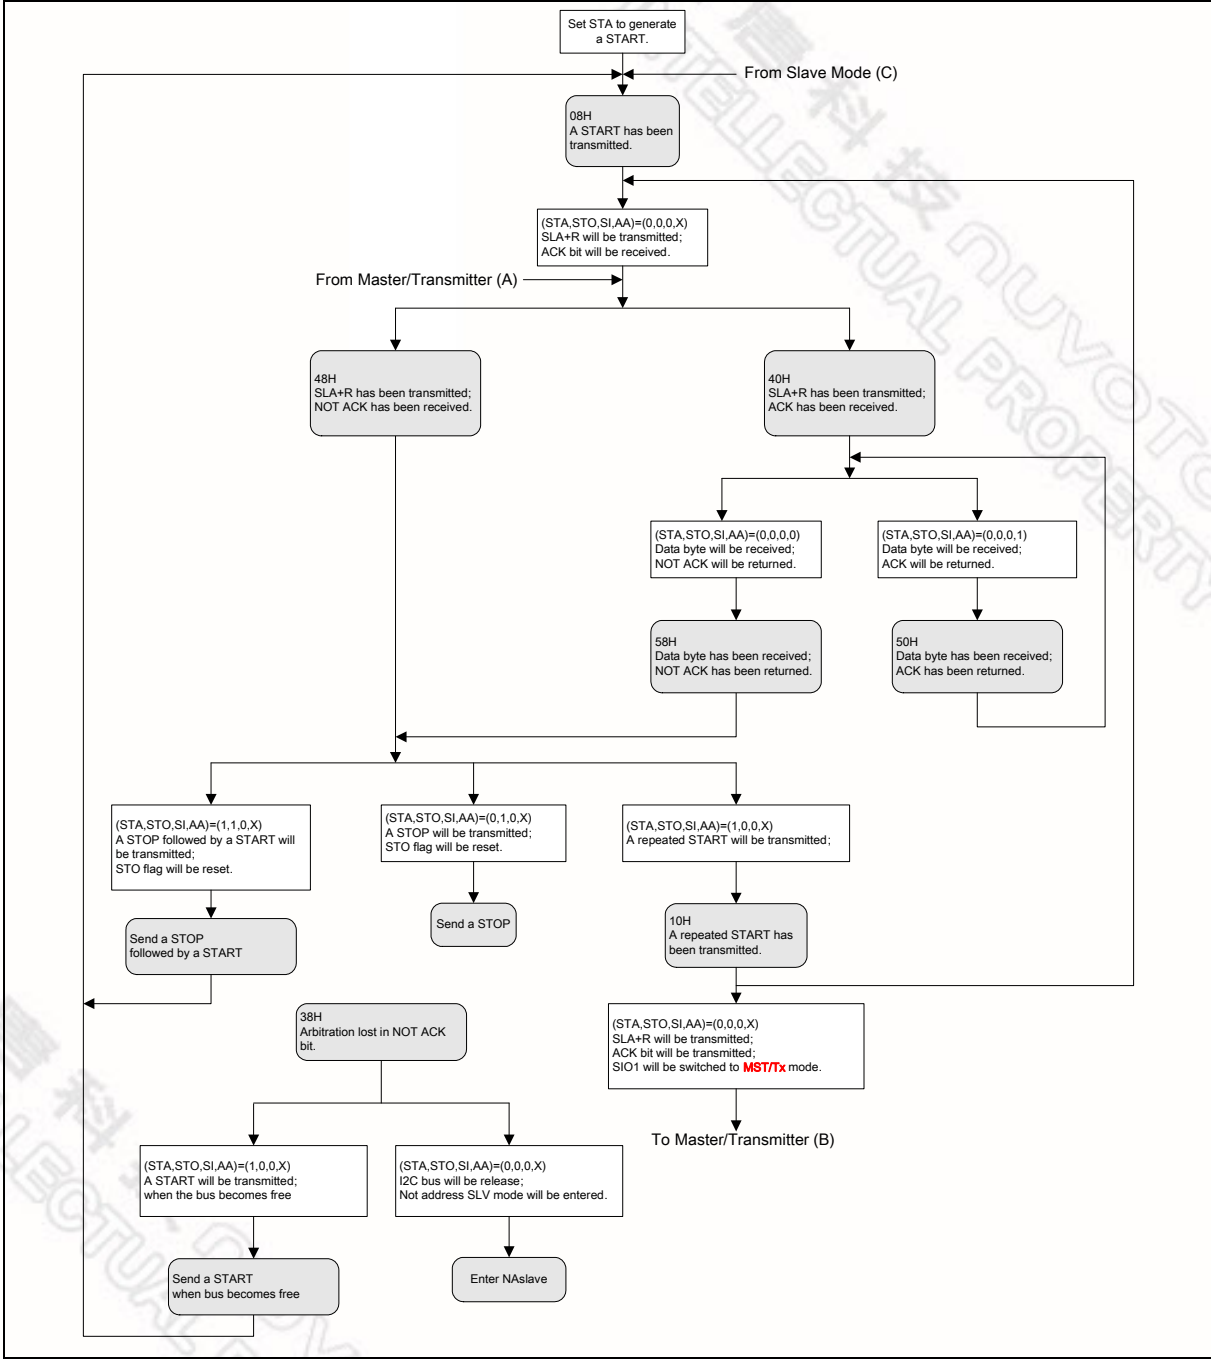 Set STA to generate
a START.
From Slave Mode (C)
08H
A START has been
transmitted.
(STA,STO,SI,AA)=(0,0,0,X)
SLA+R will be transmitted;
ACK bit will be received.
From Master/Transmitter (A)
48H
SLA+R has been transmitted;
NOT ACK has been received.
40H
SLA+R has been transmitted;
ACK has been received.
(STA,STO,SI,AA)=(0,0,0,0)
Data byte will be received;
NOT ACK will be returned.
(STA,STO,SI,AA)=(0,0,0,1)
Data byte will be received;
ACK will be returned.
58H
Data byte has been received;
NOT ACK has been returned.
50H
Data byte has been received;
ACK has been returned.
(STA,STO,SI,AA)=(1,1,0,X)
A STOP followed by a START will
be transmitted;
STO flag will be reset.
(STA,STO,SI,AA)=(0,1,0,X)
A STOP will be transmitted;
STO flag will be reset.
(STA,STO,SI,AA)=(1,0,0,X)
A repeated START will be transmitted;
Send a STOP
followed by a START
Send a STOP
10H
A repeated START has
been transmitted.
38H
Arbitration lost in NOT ACK
bit.
(STA,STO,SI,AA)=(0,0,0,X)
SLA+R will be transmitted;
ACK bit will be transmitted;
SIO1 will be switched to MST/Tx mode.
To Master/Transmitter (B)
(STA,STO,SI,AA)=(1,0,0,X)
A START will be transmitted;
when the bus becomes free
(STA,STO,SI,AA)=(0,0,0,X)
I2C bus will be release;
Not address SLV mode will be entered.
Send a START
when bus becomes free
Enter NAslave
科技 nuvoTo
INTELLECTUAL PROPERTY